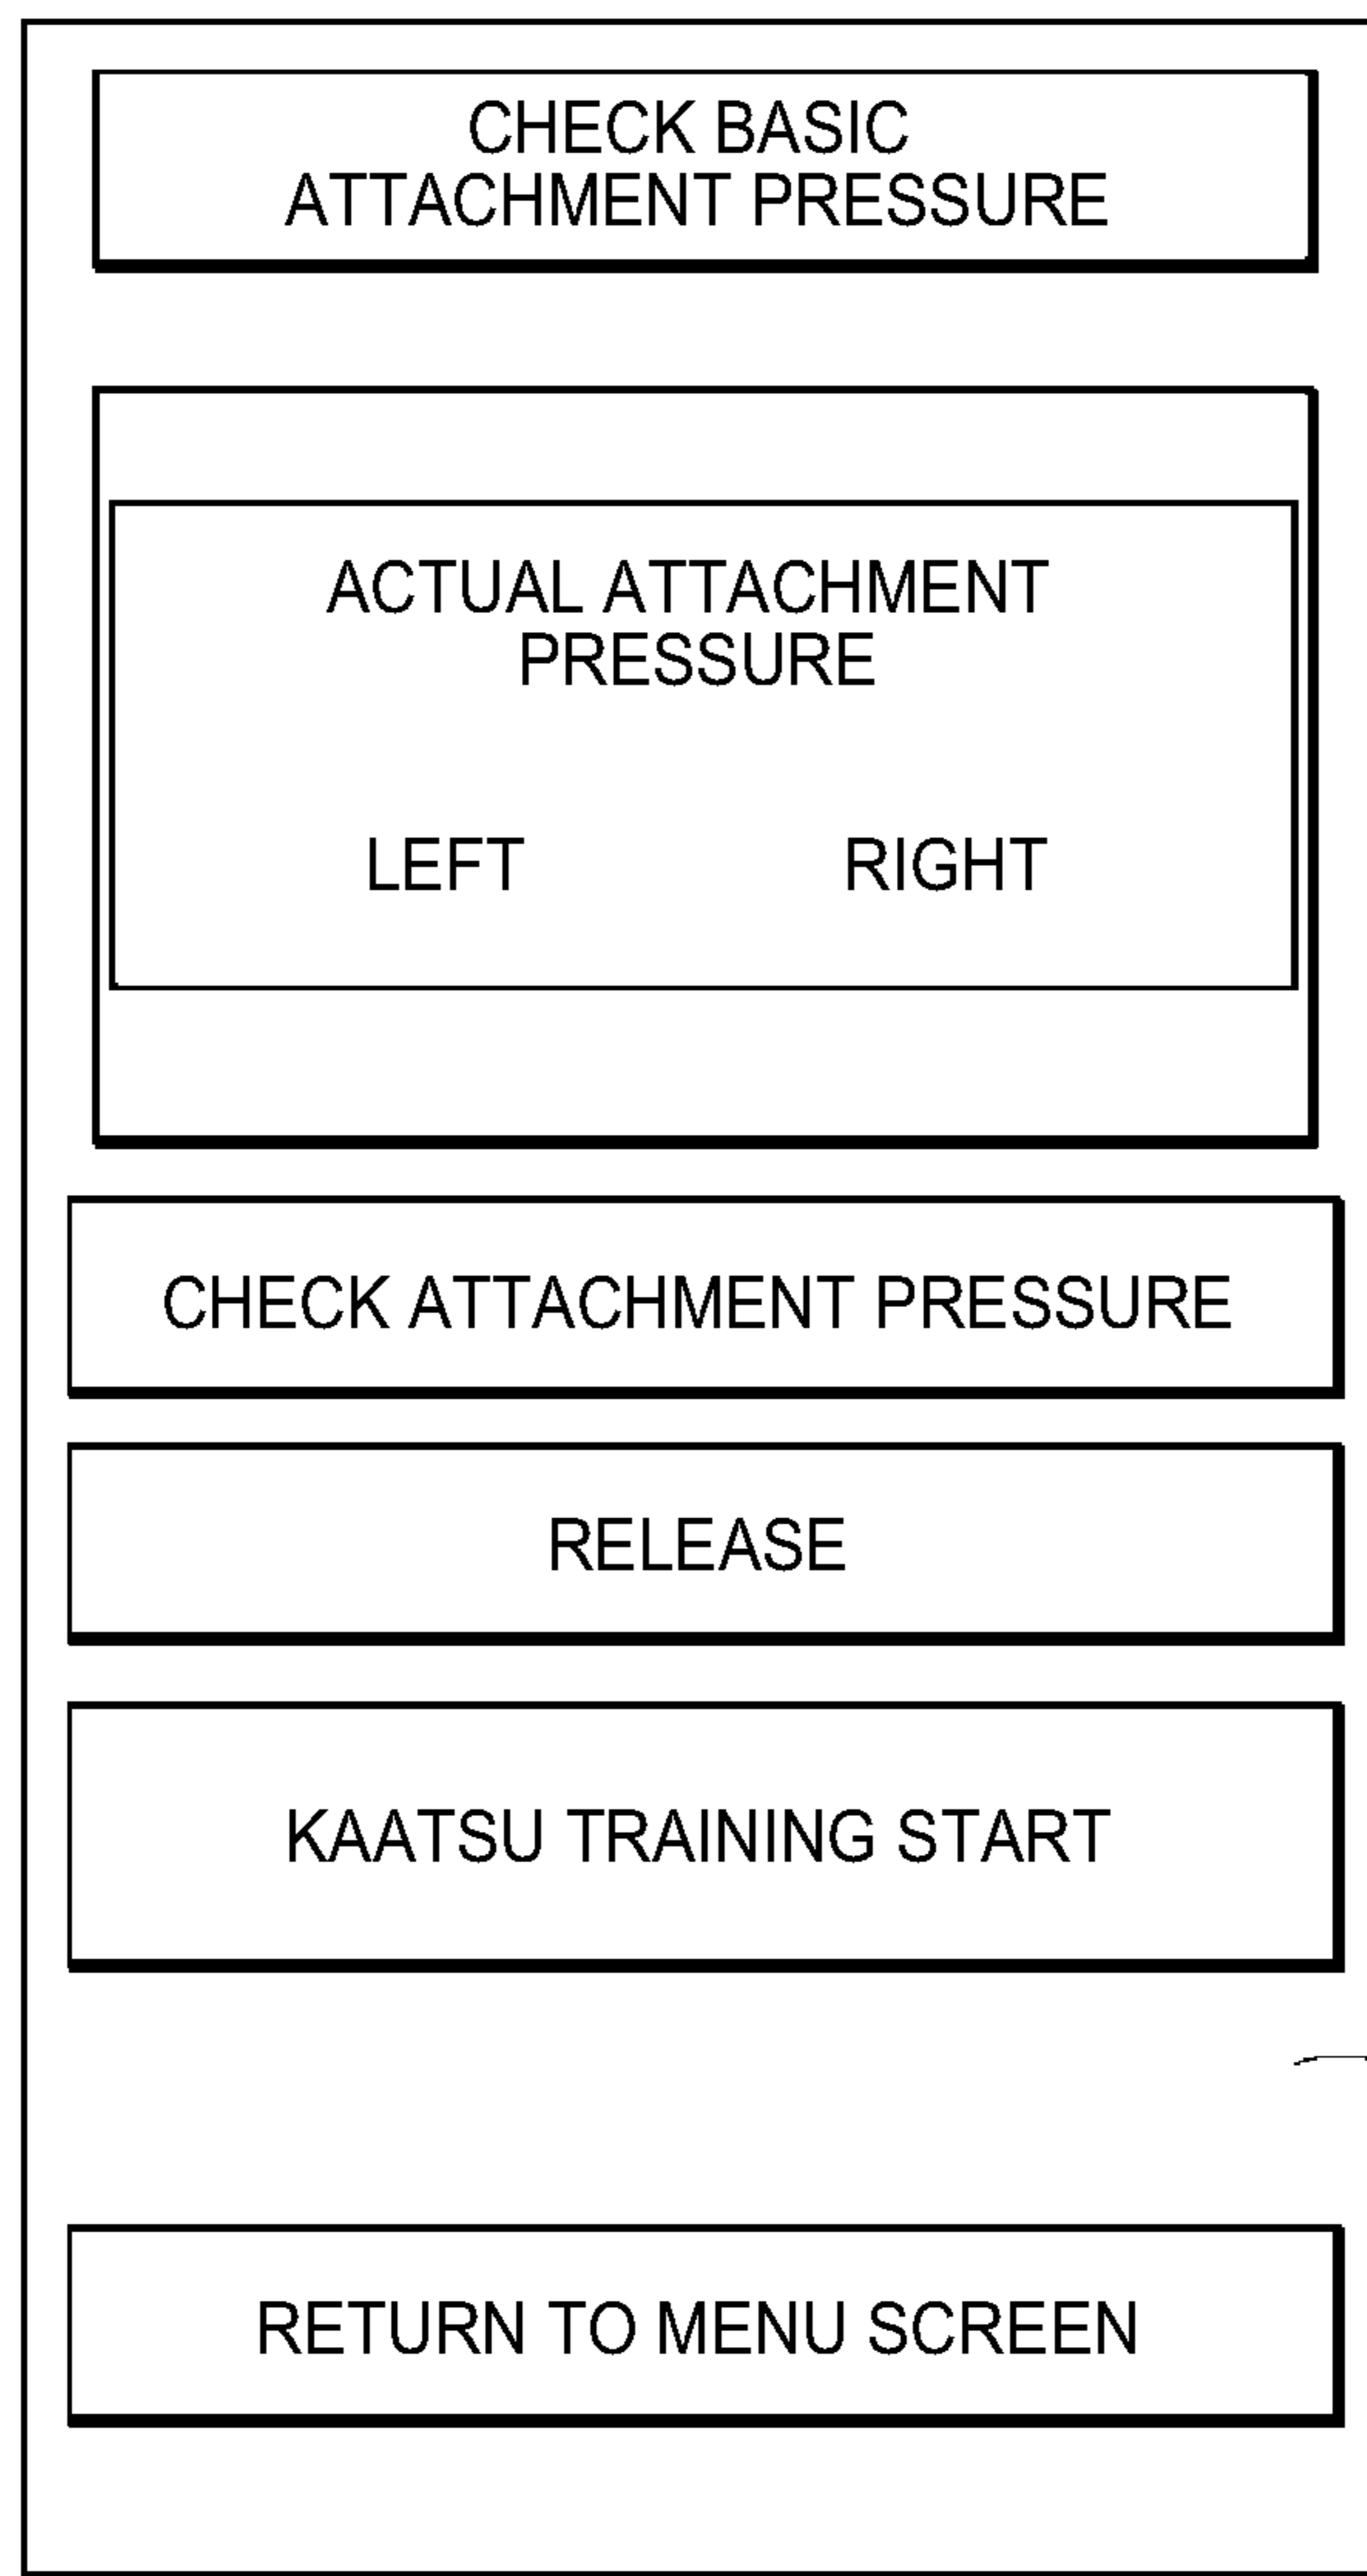 CHECK BASIC
ATTACHMENT PRESSURE
ACTUAL ATTACHMENT
PRESSURE
LEFT RIGHT
CHECK ATTACHMENT PRESSURE
RELEASE
KAATSU TRAINING START
RETURN TO MENU SCREEN